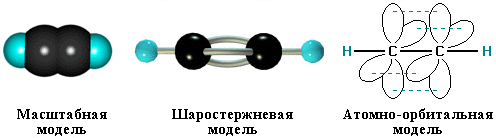 H C C H
Масштабная
модель
Шаростержневая
модель
Атомно-орбитальная
модель